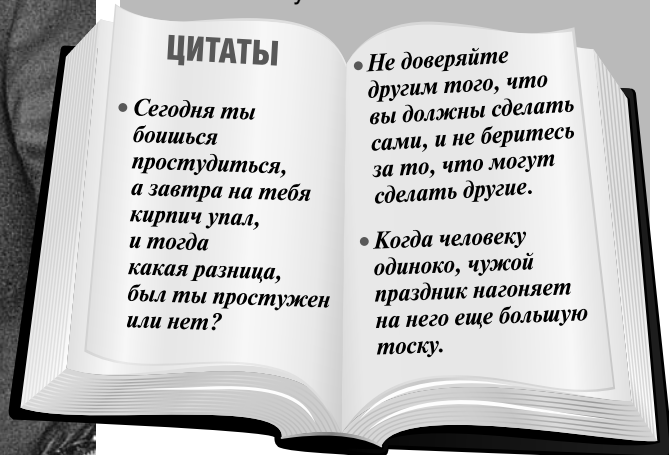 ЦИТАТЫ
• Сегодня ты
боишься
простудиться,
а завтра на тебя
кирпич упал,
и тогда
какая разница,
был ты простужен
или нет?
• Не доверяйте
другим того, что
вы должны сделать
сами, и не беритесь
за то, что могут
сделать другие.
• Когда человеку
одиноко, чужой
праздник нагоняет
на него еще большую
тоску.